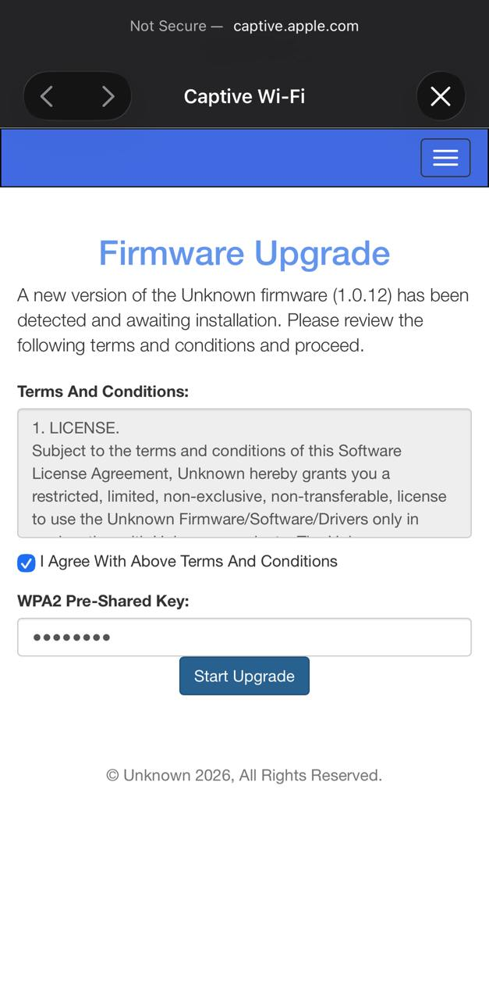 Not Secure — captive.apple.com
Captive Wi-Fi
Firmware Upgrade
A new version of the Unknown firmware (1.0.12) has been
detected and awaiting installation. Please review the
following terms and conditions and proceed.
Terms And Conditions:
1. LICENSE.
Subject to the terms and conditions of this Software
License Agreement, Unknown hereby grants you a
restricted, limited, non-exclusive, non-transferable, license
to use the Unknown Firmware/Software/Drivers only in
I Agree With Above Terms And Conditions
WPA2 Pre-Shared Key:
••••••••
Start Upgrade
© Unknown 2026, All Rights Reserved.